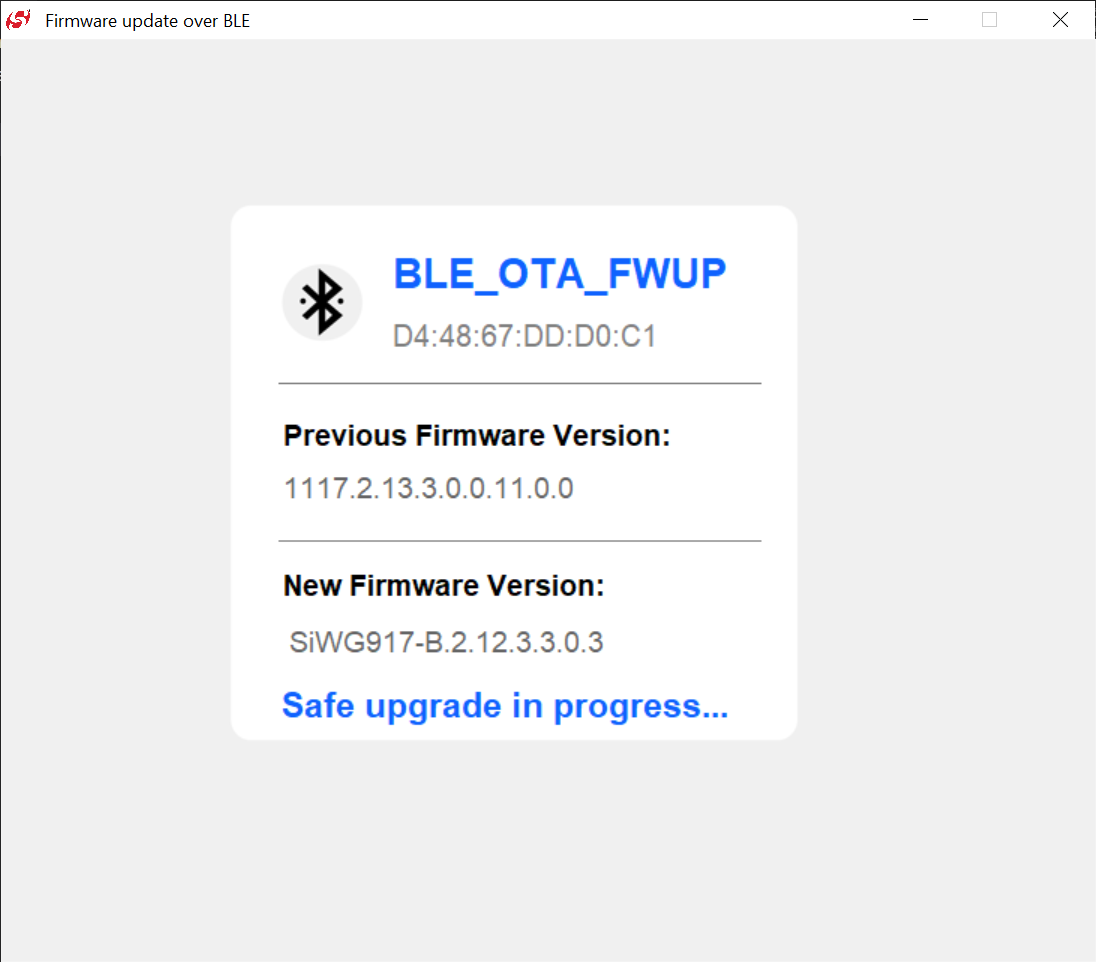 Firmware update over BLE
BLE_OTA_FWUP
D4:48:67:DD:D0:C1
Previous Firmware Version:
1117.2.13.3.0.0.11.0.0
New Firmware Version:
SiWG917-B.2.12.3.3.0.3
Safe upgrade in progress...